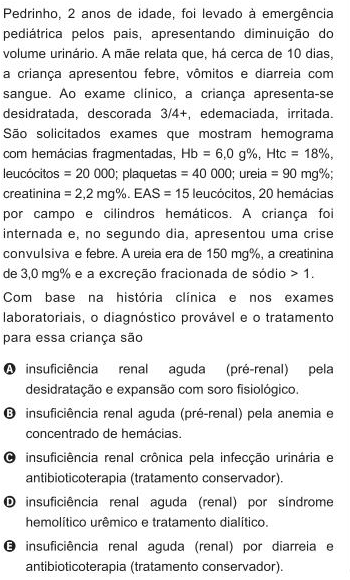 Pedrinho, 2 anos de idade, foi levado à emergência
pediátrica pelos pais, apresentando diminuição do
volume urinário. A mãe relata que, há cerca de 10 dias,
a criança apresentou febre, vômitos e diarreia com
sangue. Ao exame clínico, a criança apresenta-se
desidratada, descorada 3/4+, edemaciada, irritada.
São solicitados exames que mostram hemograma
com hemácias fragmentadas, Hb = 6,0 g%, Htc = 18%,
leucócitos = 20 000; plaquetas = 40 000; ureia = 90 mg%;
creatinina = 2,2 mg%. EAS = 15 leucócitos, 20 hemácias
por campo e cilindros hemáticos. A criança foi
internada e, no segundo dia, apresentou uma crise
convulsiva e febre. A ureia era de 150 mg%, a creatinina
de 3,0 mg% e a excreção fracionada de sódio > 1.
Com base na história clínica e nos exames
laboratoriais, o diagnóstico provável e o tratamento
para essa criança são
A insuficiência renal aguda (pré-renal) pela
desidratação e expansão com soro fisiológico.
B insuficiência renal aguda (pré-renal) pela anemia e
concentrado de hemácias.
C insuficiência renal crônica pela infecção urinária e
antibioticoterapia (tratamento conservador).
D insuficiência renal aguda (renal) por síndrome
hemolítico urêmico e tratamento dialítico.
E insuficiência renal aguda (renal) por diarreia e
antibioticoterapia (tratamento conservador).